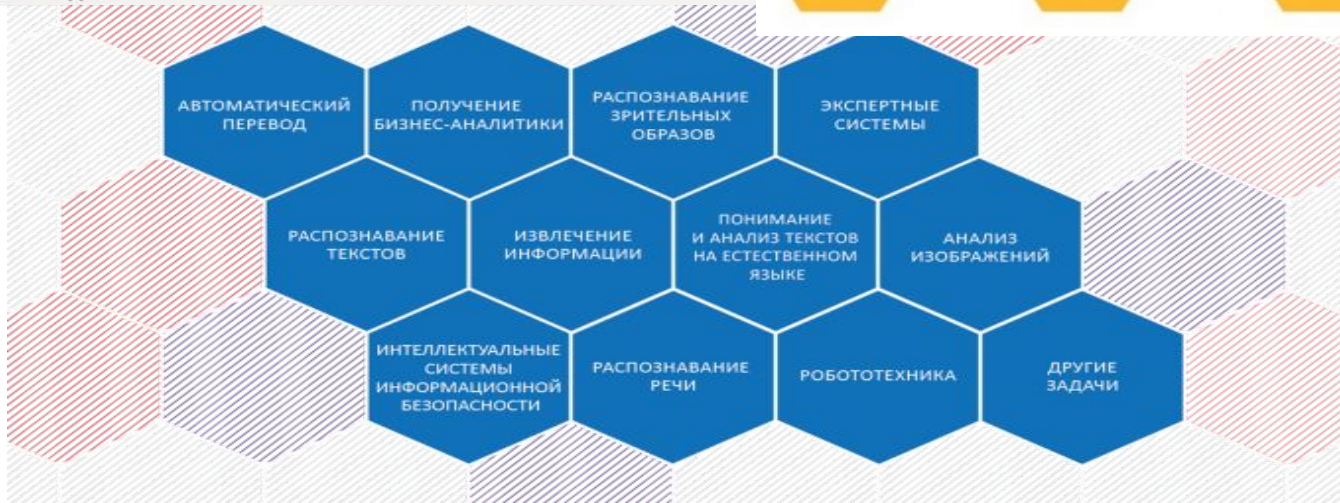 АВТОМАТИЧЕСКИЙ
ПЕРЕВОД
ПОЛУЧЕНИЕ
БИЗНЕС-АНАЛИТИКИ
РАСПОЗНАВАНИЕ
ЗРИТЕЛЬНЫХ
ОБРАЗОВ
ЭКСПЕРТНЫЕ
СИСТЕМЫ
РАСПОЗНАВАНИЕ
ТЕКСТОВ
ИЗВЛЕЧЕНИЕ
ИНФОРМАЦИИ
ПОНИМАНИЕ
И АНАЛИЗ ТЕКСТОВ
НА ЕСТЕСТВЕННОМ
ЯЗЫКЕ
АНАЛИЗ
ИЗОБРАЖЕНИЙ
ИНТЕЛЛЕКТУАЛЬНЫЕ
СИСТЕМЫ
ИНФОРМАЦИОННОЙ
БЕЗОПАСНОСТИ
РАСПОЗНАВАНИЕ
РЕЧИ
РОБОТОТЕХНИКА
ДРУГИЕ
ЗАДАЧИ